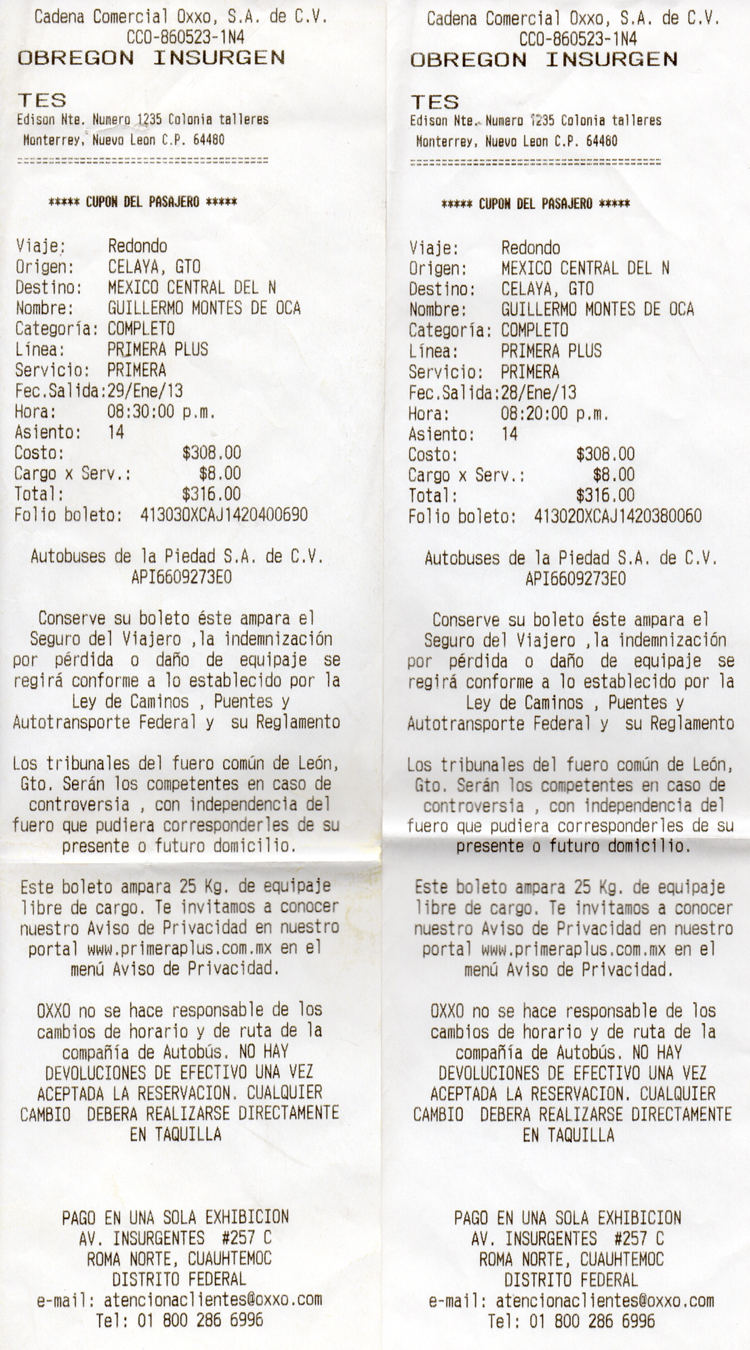 Cadena Comercial Oxxo, S.A. de C.V.
CCO-860523-1N4
OBREGON INSURGEN
TES
Edison Nte. Numero 1235 Colonia talleres
Monterrey, Nuevo Leon C.P. 64480
=====================================
***** CUPON DEL PASAJERO *****
Viaje: Redondo
Origen: CELAYA, GTO
Destino: MEXICO CENTRAL DEL N
Nombre: GUILLERMO MONTES DE OCA
Categoría: COMPLETO
Línea: PRIMERA PLUS
Servicio: PRIMERA
Fec.Salida:29/Ene/13
Hora: 08:30:00 p.m.
Asiento: 14
Costo: $308.00
Cargo x Serv.: $8.00
Total: $316.00
Folio boleto: 413030XCAJ1420400690
Autobuses de la Piedad S.A. de C.V.
API6609273E0
Conserve su boleto éste ampara el
Seguro del Viajero ,la indemnización
por pérdida o daño de equipaje se
regirá conforme a lo establecido por la
Ley de Caminos , Puentes y
Autotransporte Federal y su Reglamento
Los tribunales del fuero común de León,
Gto. Serán los competentes en caso de
controversia , con independencia del
fuero que pudiera corresponderles de su
presente o futuro domicilio.
Este boleto ampara 25 Kg. de equipaje
libre de cargo. Te invitamos a conocer
nuestro Aviso de Privacidad en nuestro
portal www.primeraplus.com.mx en el
menú Aviso de Privacidad.
OXXO no se hace responsable de los
cambios de horario y de ruta de la
compañía de Autobús. NO HAY
DEVOLUCIONES DE EFECTIVO UNA VEZ
ACEPTADA LA RESERVACION. CUALQUIER
CAMBIO DEBERA REALIZARSE DIRECTAMENTE
EN TAQUILLA
PAGO EN UNA SOLA EXHIBICION
AV. INSURGENTES #257 C
ROMA NORTE, CUAUHTEMOC
DISTRITO FEDERAL
e-mail: atencionaclientes@oxxo.com
Tel: 01 800 286 6996
Cadena Comercial Oxxo, S.A. de C.V.
CCO-860523-1N4
OBREGON INSURGEN
TES
Edison Nte. Numero 1235 Colonia talleres
Monterrey, Nuevo Leon C.P. 64480
=====================================
***** CUPON DEL PASAJERO *****
Viaje: Redondo
Origen: MEXICO CENTRAL DEL N
Destino: CELAYA, GTO
Nombre: GUILLERMO MONTES DE OCA
Categoría: COMPLETO
Línea: PRIMERA PLUS
Servicio: PRIMERA
Fec.Salida:28/Ene/13
Hora: 08:20:00 p.m.
Asiento: 14
Costo: $308.00
Cargo x Serv.: $8.00
Total: $316.00
Folio boleto: 413020XCAJ1420380060
Autobuses de la Piedad S.A. de C.V.
API6609273E0
Conserve su boleto éste ampara el
Seguro del Viajero ,la indemnización
por pérdida o daño de equipaje se
regirá conforme a lo establecido por la
Ley de Caminos , Puentes y
Autotransporte Federal y su Reglamento
Los tribunales del fuero común de León,
Gto. Serán los competentes en caso de
controversia , con independencia del
fuero que pudiera corresponderles de su
presente o futuro domicilio.
Este boleto ampara 25 Kg. de equipaje
libre de cargo. Te invitamos a conocer
nuestro Aviso de Privacidad en nuestro
portal www.primeraplus.com.mx en el
menú Aviso de Privacidad.
OXXO no se hace responsable de los
cambios de horario y de ruta de la
compañía de Autobús. NO HAY
DEVOLUCIONES DE EFECTIVO UNA VEZ
ACEPTADA LA RESERVACION. CUALQUIER
CAMBIO DEBERA REALIZARSE DIRECTAMENTE
EN TAQUILLA
PAGO EN UNA SOLA EXHIBICION
AV. INSURGENTES #257 C
ROMA NORTE, CUAUHTEMOC
DISTRITO FEDERAL
e-mail: atencionaclientes@oxxo.com
Tel: 01 800 286 6996